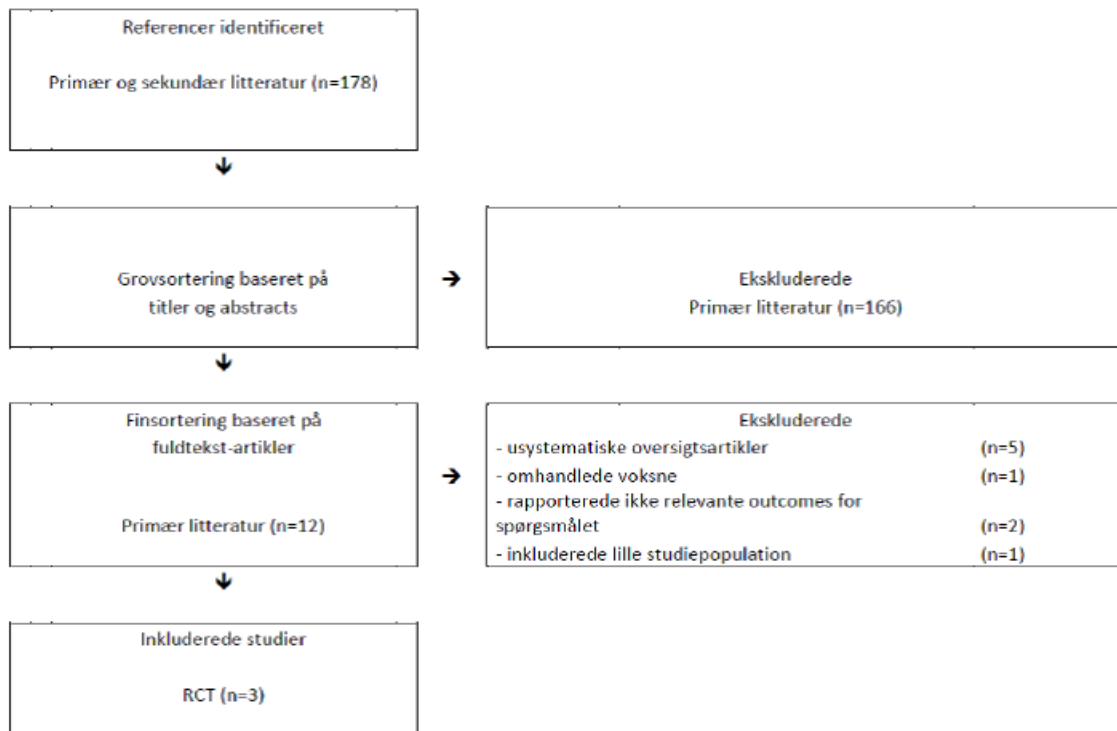 Referencer identificeret
Primær og sekundær litteratur (n=178)
↓
Grovsortering baseret på
titler og abstracts
→
Ekskluderede
Primær litteratur (n=166)
↓
Finsortering baseret på
fuldtekst-artikler
Primær litteratur (n=12)
→
Ekskluderede
- usystematiske oversigtsartikler (n=5)
- omhandlede voksne (n=1)
- rapporterede ikke relevante outcomes for
spørgsmålet (n=2)
- inkluderede lille studiepopulation (n=1)
↓
Inkluderede studier
RCT (n=3)